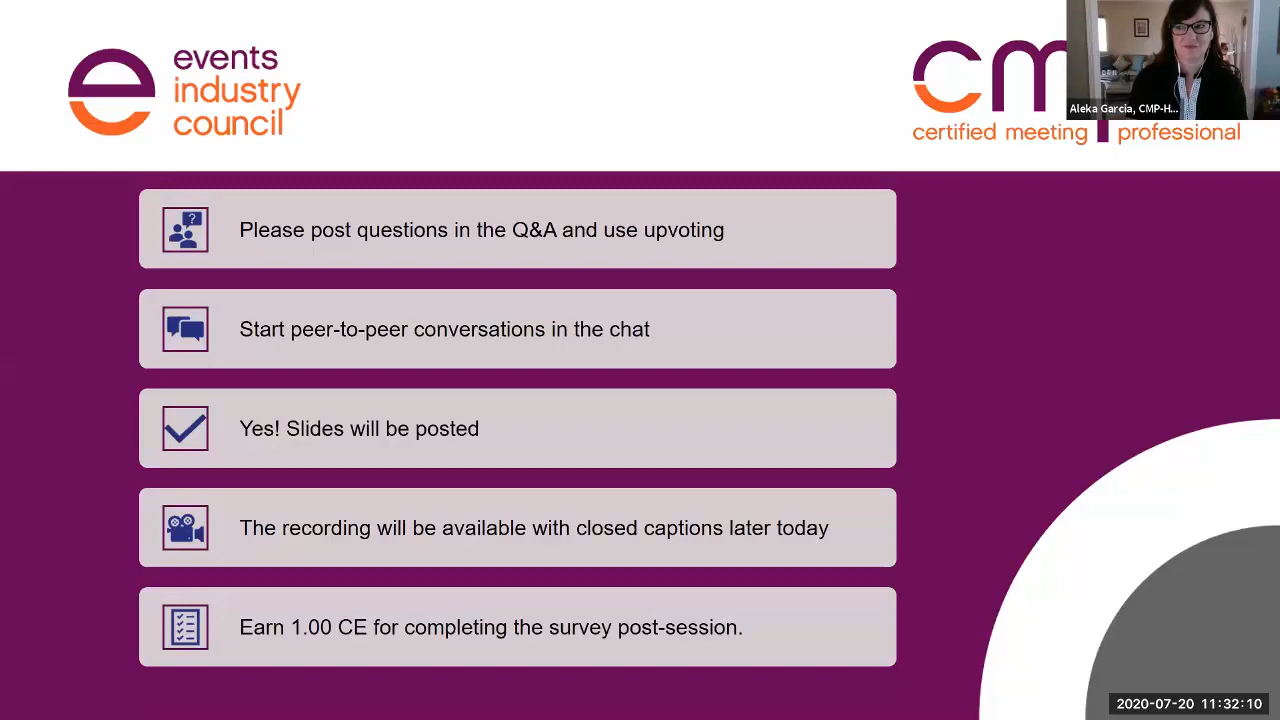 events
industry
council
cm
Aleka Garcia, CMP-H...
certified meeting professional
?
Please post questions in the Q&A and use upvoting
Start peer-to-peer conversations in the chat
Yes! Slides will be posted
The recording will be available with closed captions later today
Earn 1.00 CE for completing the survey post-session.
2020-07-20 11:32:10